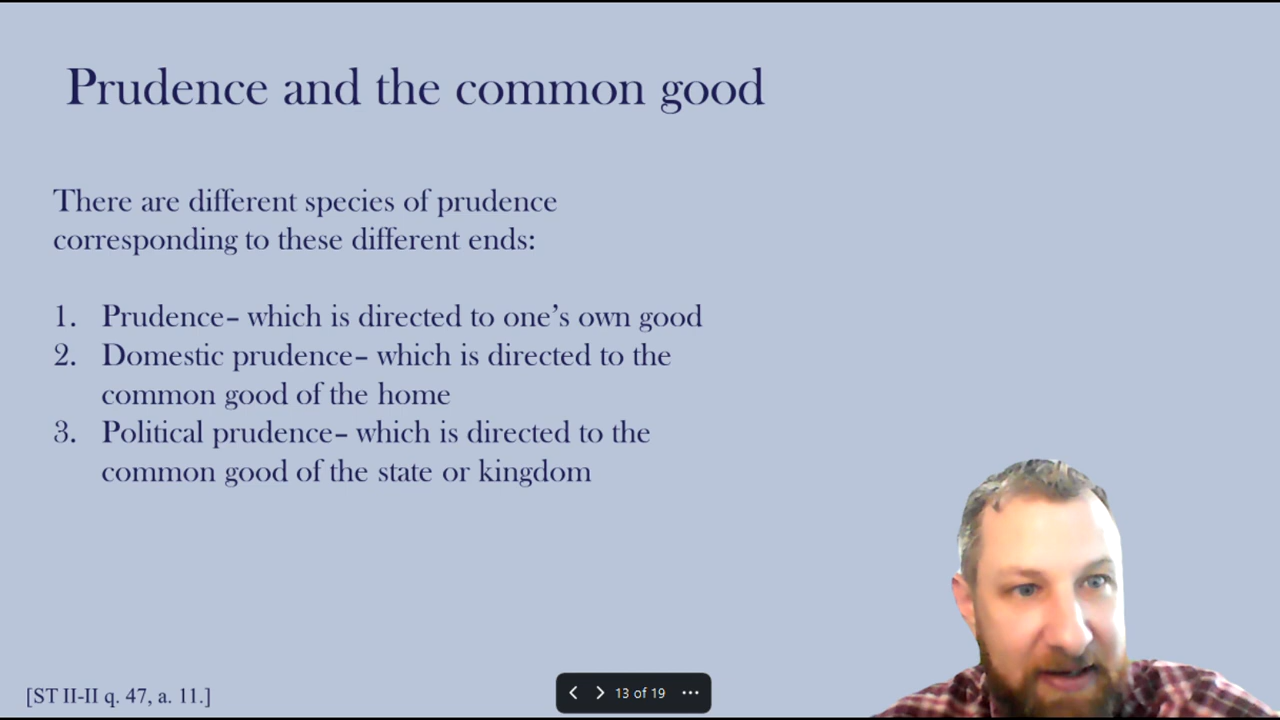 Prudence and the common good
There are different species of prudence
corresponding to these different ends:
1. Prudence– which is directed to one’s own good
2. Domestic prudence– which is directed to the
common good of the home
3. Political prudence– which is directed to the
common good of the state or kingdom
[ST II-II q. 47, a. 11.]
13 of 19